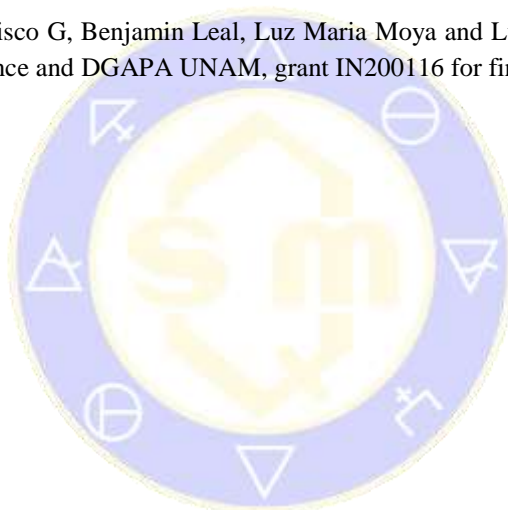 isco G, Benjamin Leal, Luz Maria Moya and L
nce and DGAPA UNAM, grant IN200116 for fi
s m